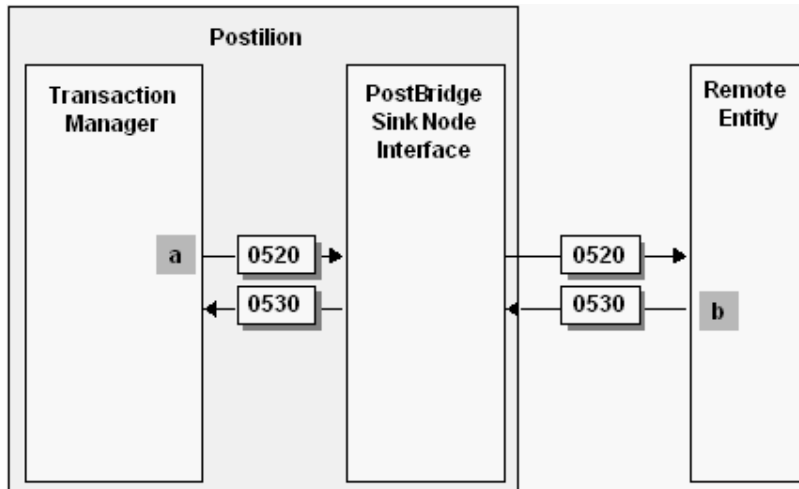 Postilion
Transaction
Manager
PostBridge
Sink Node
Interface
Remote
Entity
a
0520
0520
0530
0530
b